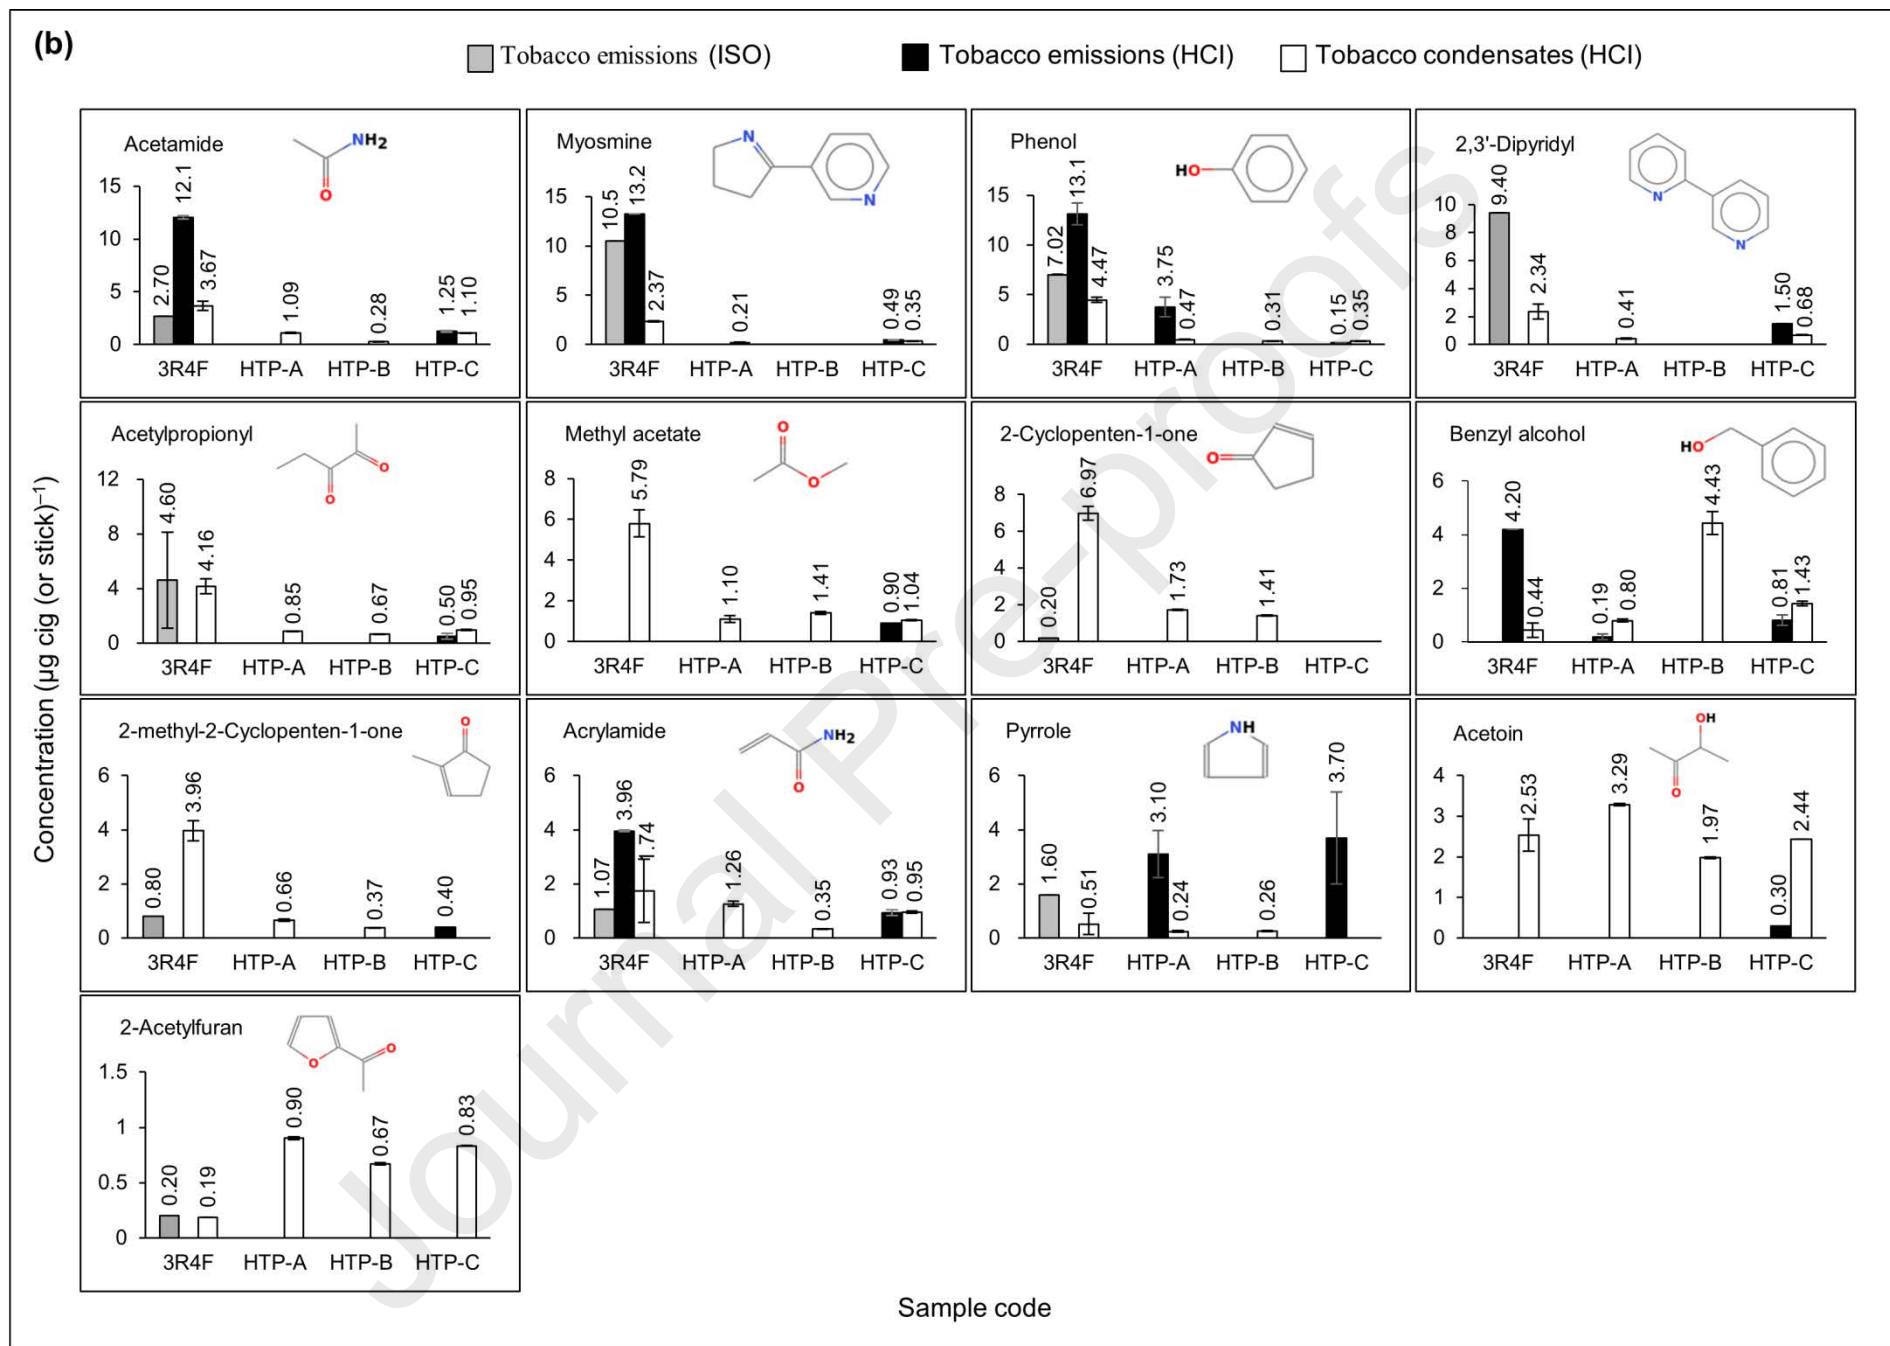 (b)
Tobacco emissions (ISO) Tobacco emissions (HCI) Tobacco condensates (HCI)
Concentration (µg cig (or stick)⁻¹)
Acetamide
NH2
O
15
10
5
0
2.70 12.1 3.67 1.09 0.28 1.25 1.10
3R4F HTP-A HTP-B HTP-C
Myosmine
N
N
15
10
5
0
10.5 13.2 2.37 0.21 0.49 0.35
3R4F HTP-A HTP-B HTP-C
Phenol
HO
15
10
5
0
7.02 13.1 4.47 3.75 0.47 0.31 0.15 0.35
3R4F HTP-A HTP-B HTP-C
2,3'-Dipyridyl
N
N
10
8
6
4
2
0
9.40 2.34 0.41 1.50 0.68
3R4F HTP-A HTP-B HTP-C
Acetylpropionyl
O
O
12
8
4
0
4.60 4.16 0.85 0.67 0.50 0.95
3R4F HTP-A HTP-B HTP-C
Methyl acetate
O
O
8
6
4
2
0
5.79 1.10 1.41 0.90 1.04
3R4F HTP-A HTP-B HTP-C
2-Cyclopenten-1-one
O
8
6
4
2
0
0.20 6.97 1.73 1.41
3R4F HTP-A HTP-B HTP-C
Benzyl alcohol
HO
6
4
2
0
4.20 0.44 0.19 0.80 4.43 0.81 1.43
3R4F HTP-A HTP-B HTP-C
2-methyl-2-Cyclopenten-1-one
O
6
4
2
0
0.80 3.96 0.66 0.37 0.40
3R4F HTP-A HTP-B HTP-C
Acrylamide
NH2
O
6
4
2
0
1.07 3.96 1.74 1.26 0.35 0.93 0.95
3R4F HTP-A HTP-B HTP-C
Pyrrole
NH
6
4
2
0
1.60 0.51 3.10 0.24 0.26 3.70
3R4F HTP-A HTP-B HTP-C
Acetoin
OH
O
4
3
2
1
0
2.53 3.29 1.97 0.30 2.44
3R4F HTP-A HTP-B HTP-C
2-Acetylfuran
O
O
1.5
1
0.5
0
0.20 0.19 0.90 0.67 0.83
3R4F HTP-A HTP-B HTP-C
Sample code
Journal Pre-proofs